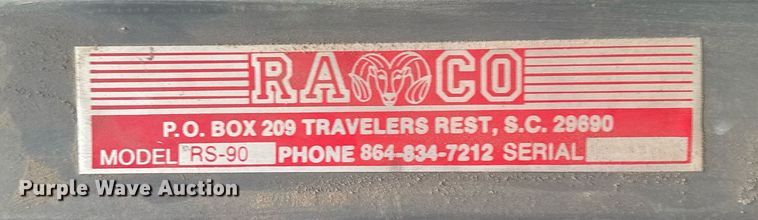 RAMCO
P.O. BOX 209 TRAVELERS REST, S.C. 29690
MODEL RS-90 PHONE 864-834-7212 SERIAL
Purple Wave Auction